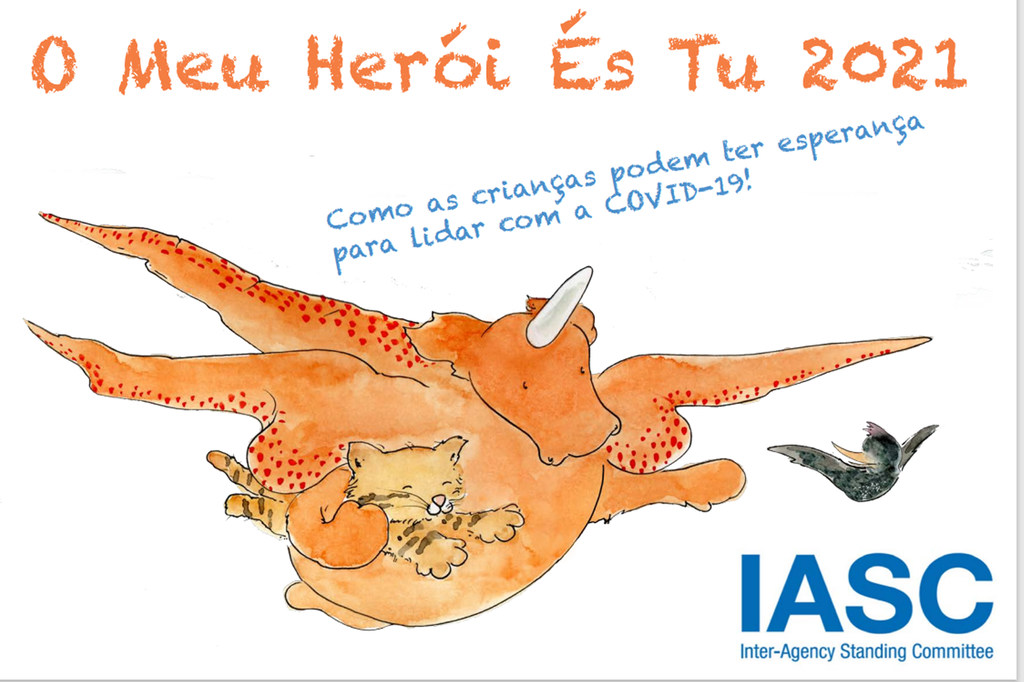 O Meu Herói És Tu 2021
Como as crianças podem ter esperança
para lidar com a COVID-19!
IASC
Inter-Agency Standing Committee